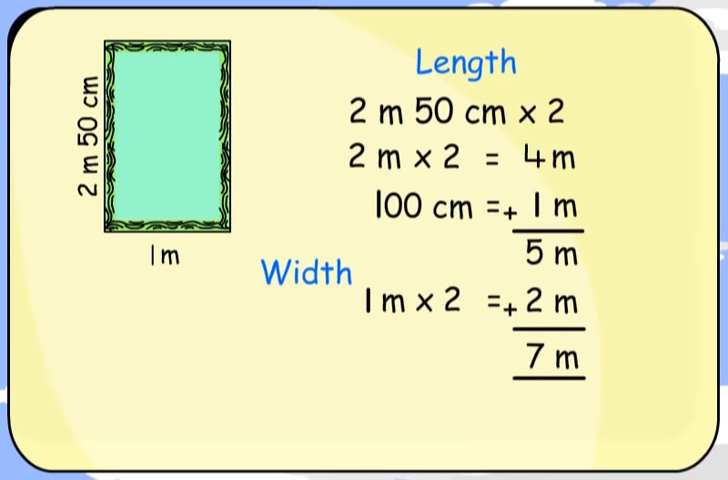 2 m 50 cm
1 m
Length
2 m 50 cm x 2
2 m x 2 = 4 m
100 cm =+ 1 m
5 m
Width
1 m x 2 =+ 2 m
7 m